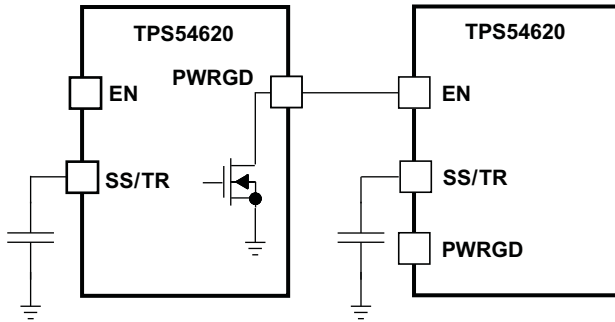 TPS54620
PWRGD
EN
SS/TR
TPS54620
EN
SS/TR
PWRGD